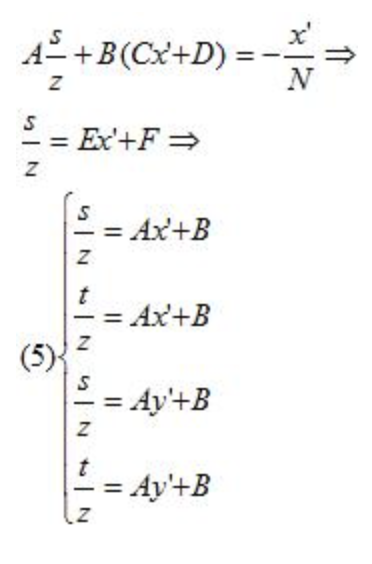 A s/z + B(Cx'+D) = -x'/N ⇒
s/z = Ex'+F ⇒
s/z = Ax'+B
t/z = Ax'+B
(5)
s/z = Ay'+B
t/z = Ay'+B